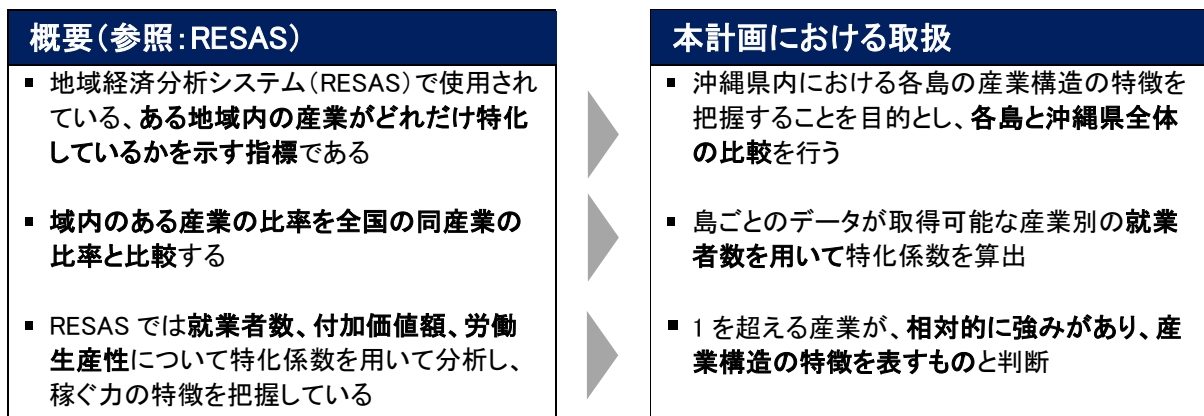 概要(参照:RESAS)
▪ 地域経済分析システム(RESAS)で使用され
ている、ある地域内の産業がどれだけ特化
しているかを示す指標である
▪ 域内のある産業の比率を全国の同産業の
比率と比較する
▪ RESAS では就業者数、付加価値額、労働
生産性について特化係数を用いて分析し、
稼ぐ力の特徴を把握している
本計画における取扱
▪ 沖縄県内における各島の産業構造の特徴を
把握することを目的とし、各島と沖縄県全体
の比較を行う
▪ 島ごとのデータが取得可能な産業別の就業
者数を用いて特化係数を算出
▪ 1 を超える産業が、相対的に強みがあり、産
業構造の特徴を表すものと判断